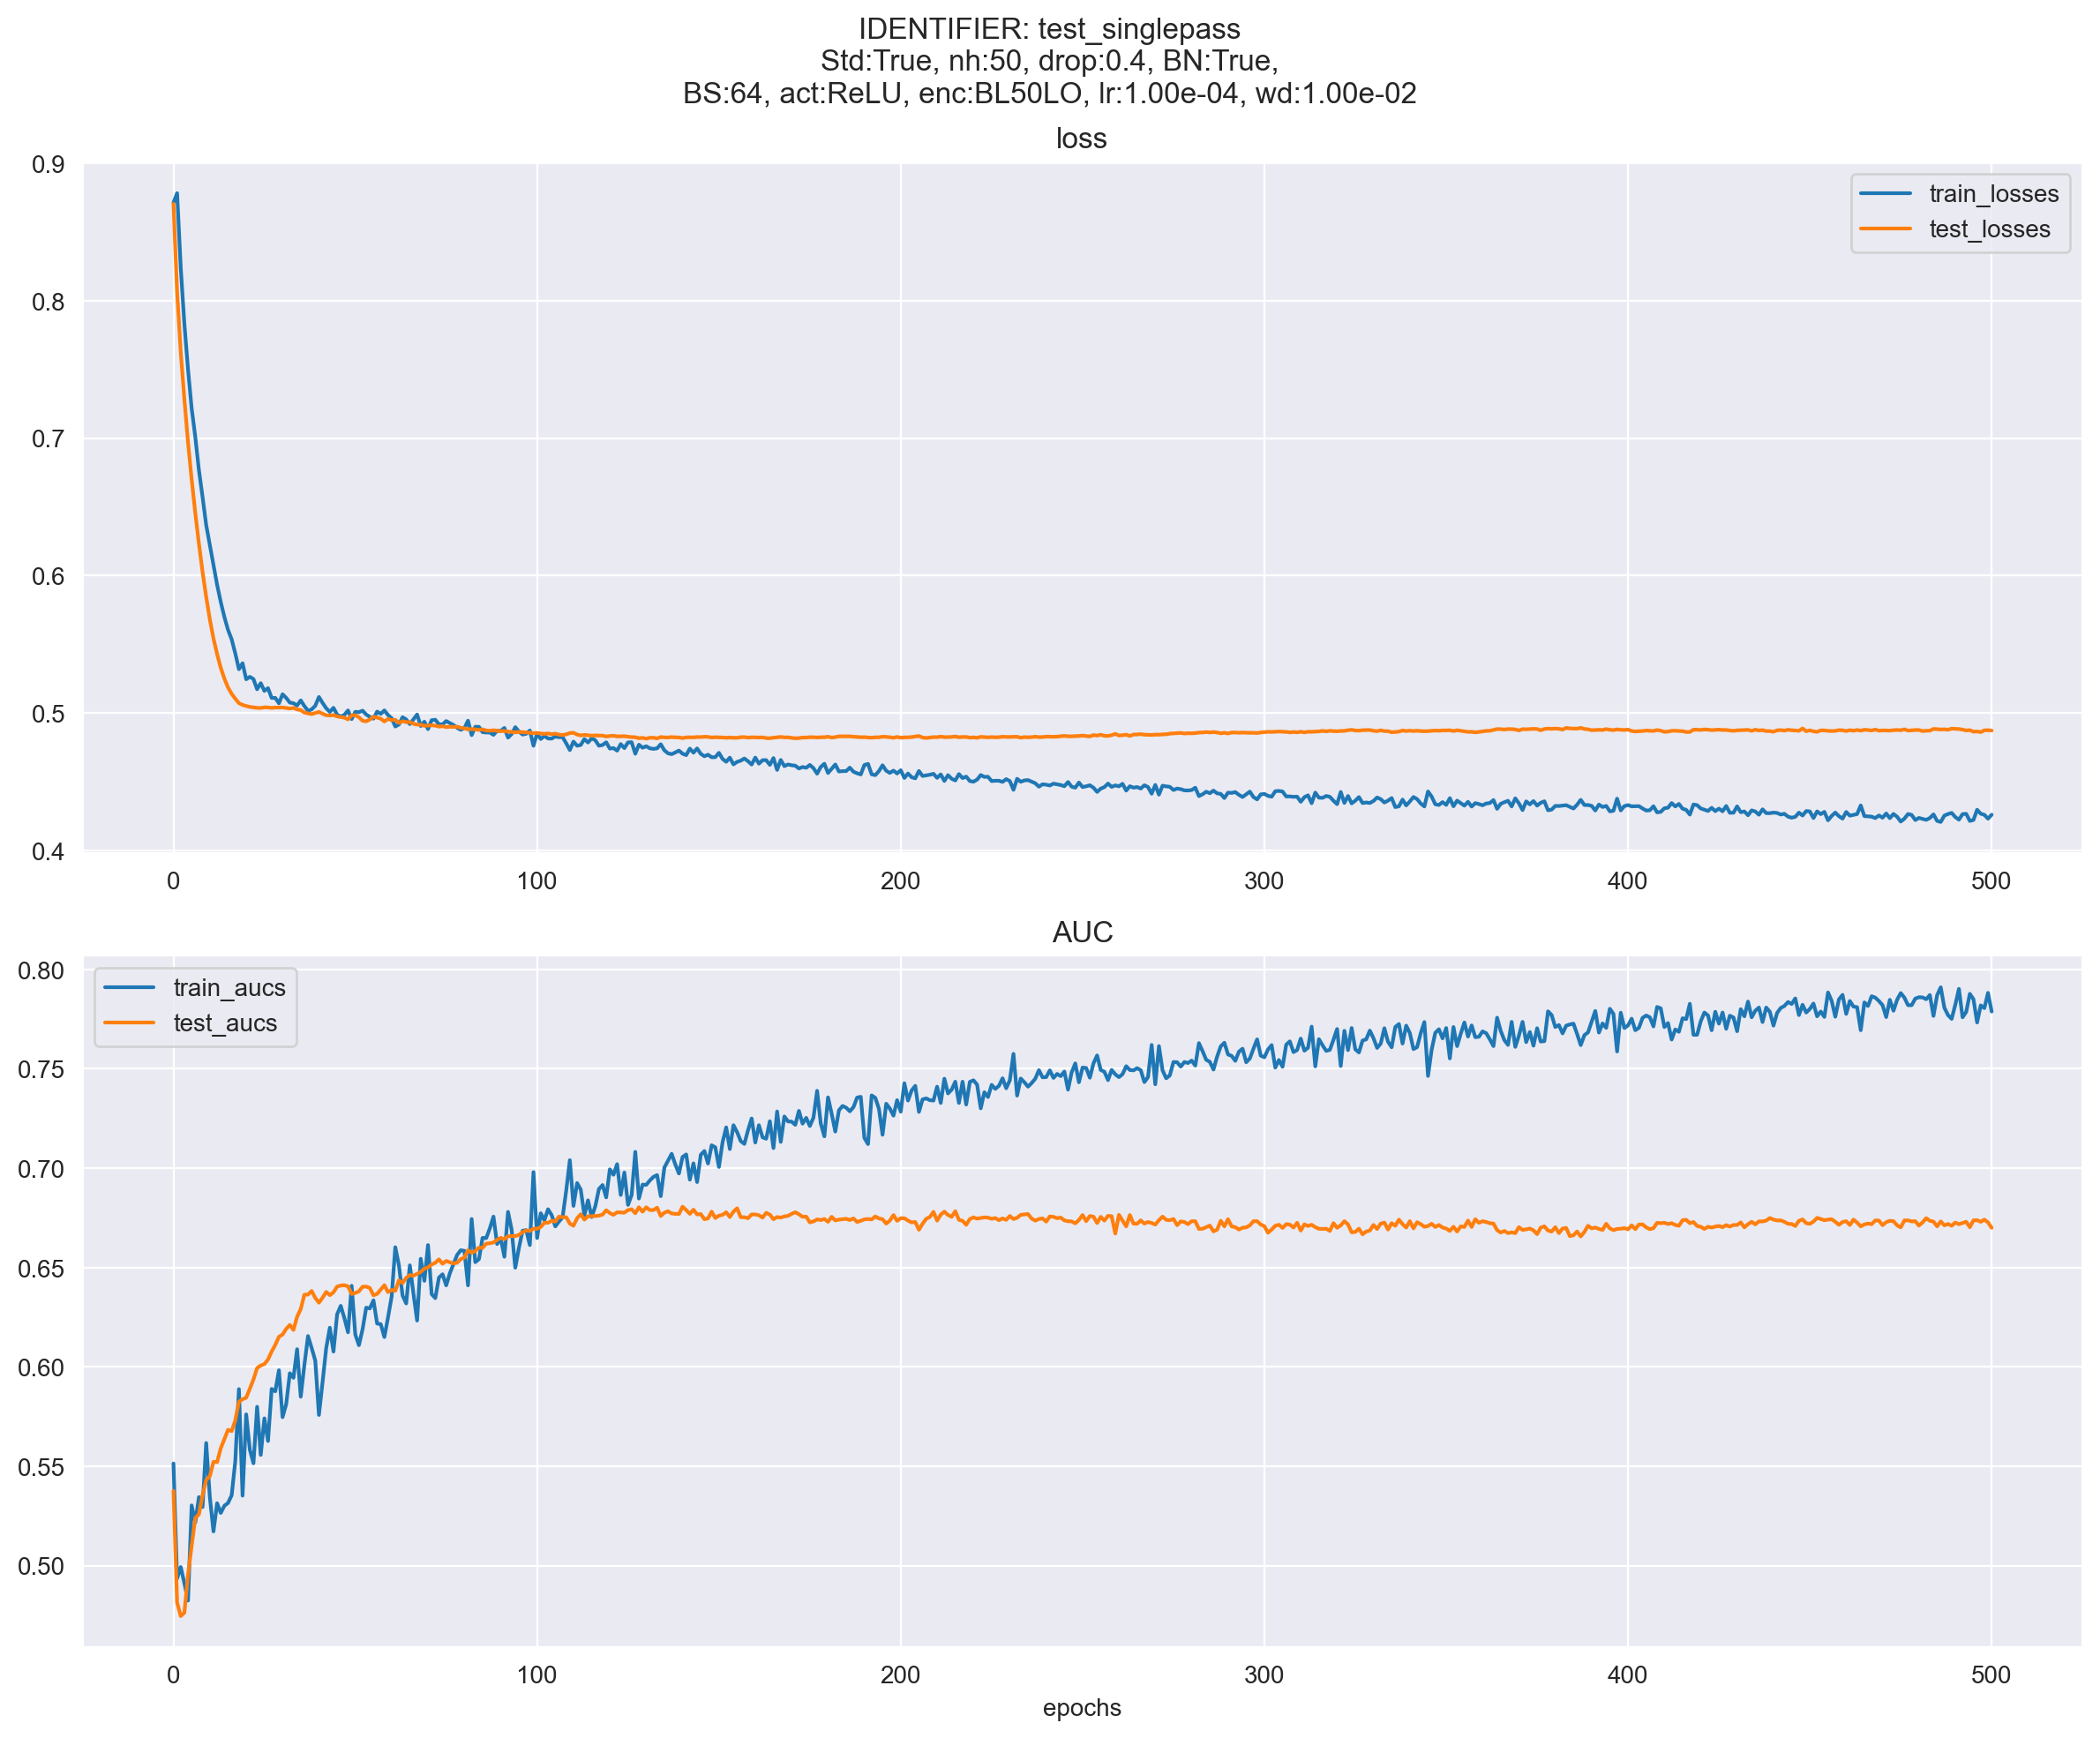 IDENTIFIER: test_singlepass
Std:True, nh:50, drop:0.4, BN:True,
BS:64, act:ReLU, enc:BL50LO, lr:1.00e-04, wd:1.00e-02
loss
0.9
0.8
0.7
0.6
0.5
0.4
train_losses
test_losses
0 100 200 300 400 500
AUC
0.80
0.75
0.70
0.65
0.60
0.55
0.50
train_aucs
test_aucs
0 100 200 300 400 500
epochs